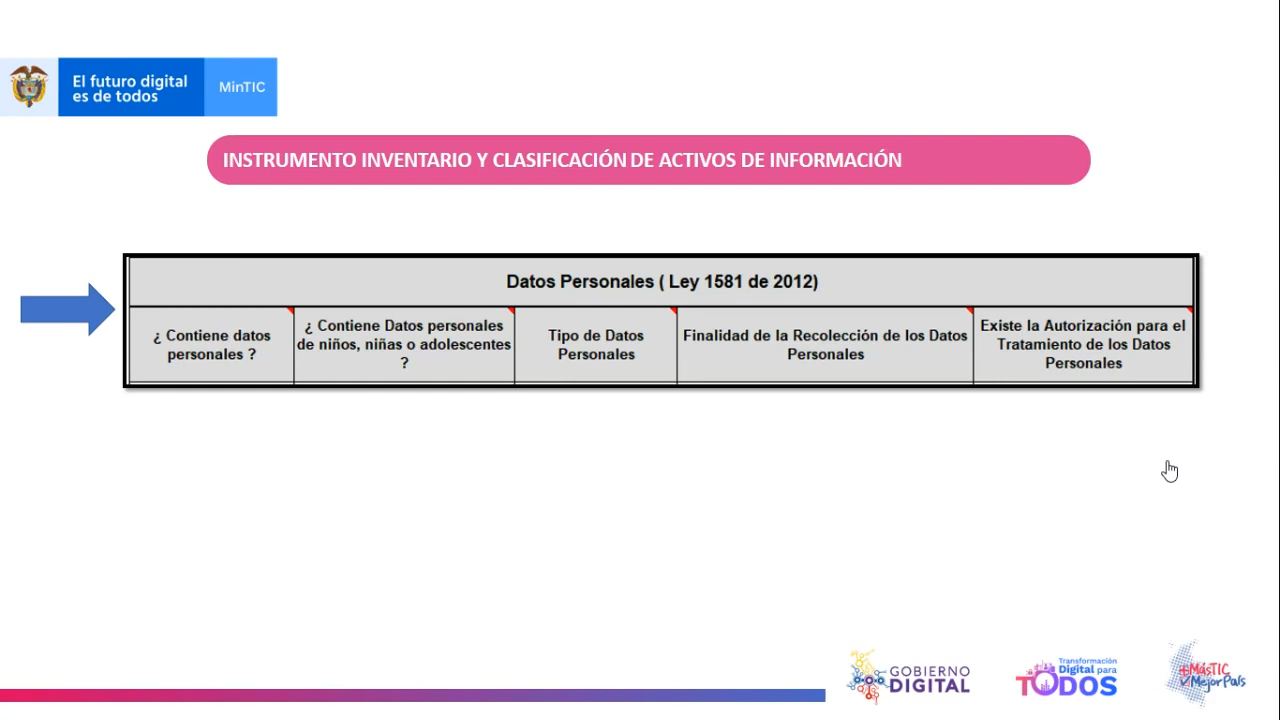 El futuro digital
es de todos
MinTIC
INSTRUMENTO INVENTARIO Y CLASIFICACIÓN DE ACTIVOS DE INFORMACIÓN
Datos Personales ( Ley 1581 de 2012)
¿ Contiene datos
personales ?
¿ Contiene Datos personales
de niños, niñas o adolescentes
?
Tipo de Datos
Personales
Finalidad de la Recolección de los Datos
Personales
Existe la Autorización para el
Tratamiento de los Datos
Personales
GOBIERNO
DIGITAL
Transformación
Digital para
TODOS
+MásTIC
MejorPaís